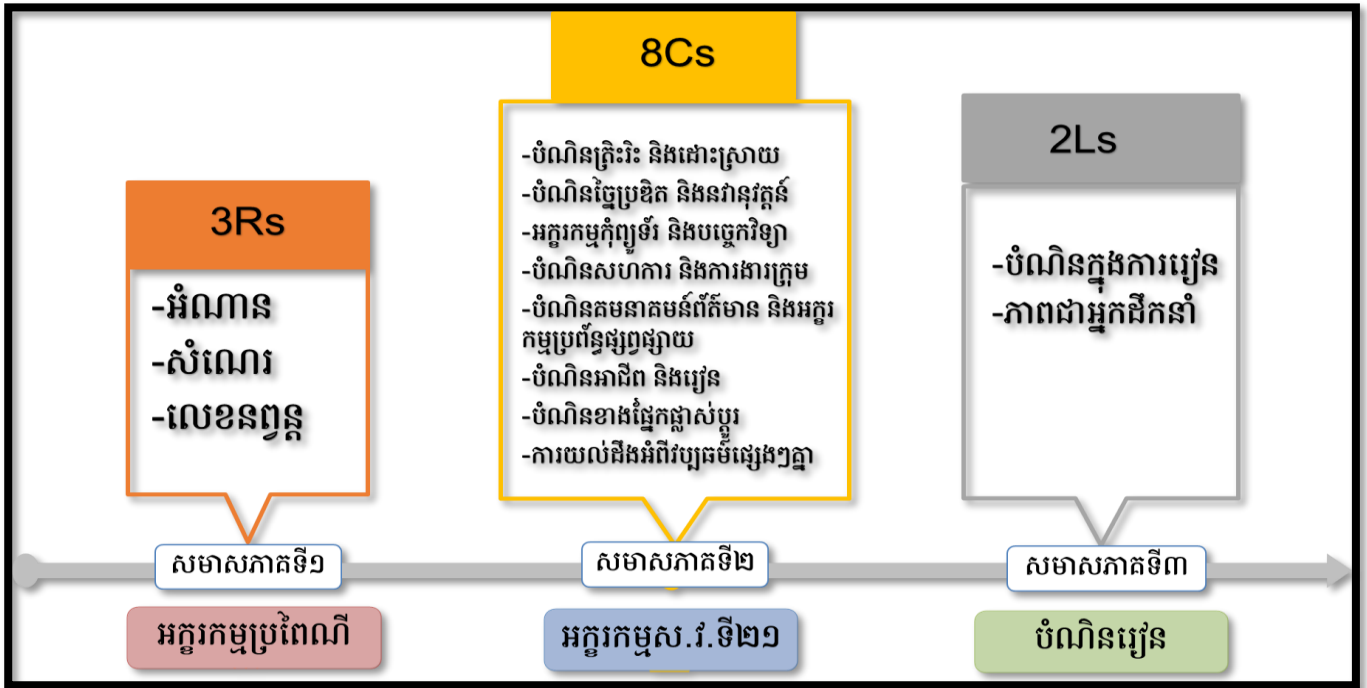 3Rs
-អំណាន
-សំណេរ
-លេខនព្វន្ត
សមាសភាគទី១
អក្ខរកម្មប្រពៃណី
8Cs
-បំណិនត្រិះរិះ និងដោះស្រាយ
-បំណិនច្នៃប្រឌិត និងនវានុវត្តន៍
-អក្ខរកម្មកុំព្យូទ័រ និងបច្ចេកវិទ្យា
-បំណិនសហការ និងការងារក្រុម
-បំណិនគមនាគមន៍ព័ត៌មាន និងអក្ខរ
កម្មប្រព័ន្ធផ្សព្វផ្សាយ
-បំណិនអាជីព និងរៀន
-បំណិនខាងផ្នែកផ្លាស់ប្តូរ
-ការយល់ដឹងអំពីវប្បធម៌ផ្សេងៗគ្នា
សមាសភាគទី២
អក្ខរកម្មស.វ.ទី២១
2Ls
-បំណិនក្នុងការរៀន
-ភាពជាអ្នកដឹកនាំ
សមាសភាគទី៣
បំណិនរៀន